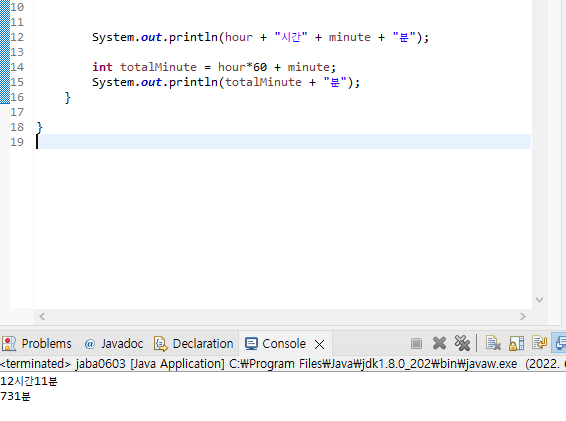 10
11
12 System.out.println(hour + "시간" + minute + "분");
13
14 int totalMinute = hour*60 + minute;
15 System.out.println(totalMinute + "분");
16 }
17
18 }
19
Problems @ Javadoc Declaration Console
<terminated> jaba0603 [Java Application] C:₩Program Files₩Java₩jdk1.8.0_202₩bin₩javaw.exe (2022.
12시간11분
731분